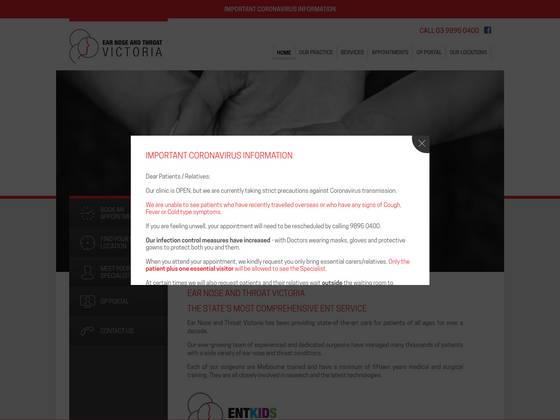 IMPORTANT CORONAVIRUS INFORMATION
CALL 03 9895 0400
EAR NOSE AND THROAT
VICTORIA
HOME
OUR PRACTICE
SERVICES
APPOINTMENTS
GP PORTAL
OUR LOCATIONS
IMPORTANT CORONAVIRUS INFORMATION
Dear Patients / Relatives:
Our clinic is OPEN, but we are currently taking strict precautions against Coronavirus transmission.
We are unable to see patients who have recently travelled overseas or who have any signs of Cough,
Fever or Cold type symptoms.
If you are feeling unwell, your appointment will need to be rescheduled by calling 9895 0400.
Our infection control measures have increased - with Doctors wearing masks, gloves and protective
gowns to protect both you and them.
When you attend your appointment, we kindly request you only bring essential carers/relatives. Only the
patient plus one essential visitor will be allowed to see the Specialist.
At certain times we will also request patients and their relatives wait outside the waiting room to
BOOK AN
APPOINTMENT
FIND YOUR
LOCATION
MEET YOUR
SPECIALIST
GP PORTAL
CONTACT US
EAR NOSE AND THROAT VICTORIA
THE STATE'S MOST COMPREHENSIVE ENT SERVICE
Ear Nose and Throat Victoria has been providing state-of-the-art care for patients of all ages for over a
decade.
Our ever-growing team of experienced and dedicated surgeons have managed many thousands of patients
with a wide variety of ear nose and throat conditions.
Each of our surgeons are Melbourne trained and have a minimum of fifteen years medical and surgical
training. They are all closely involved in research and the latest technologies.
ENTKIDS